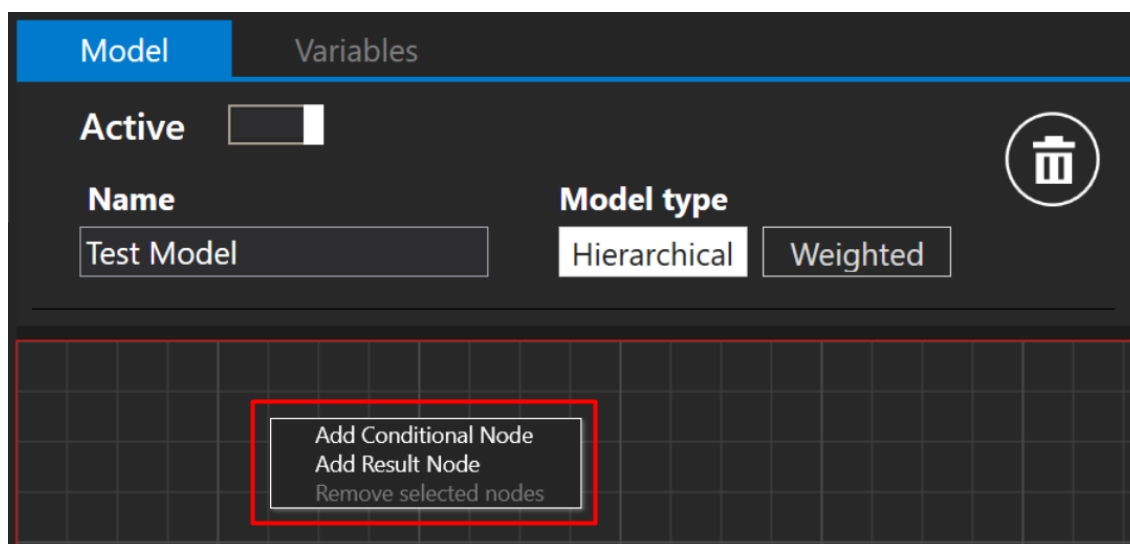 Model Variables
Active
Name Model type
Test Model Hierarchical Weighted
Add Conditional Node
Add Result Node
Remove selected nodes